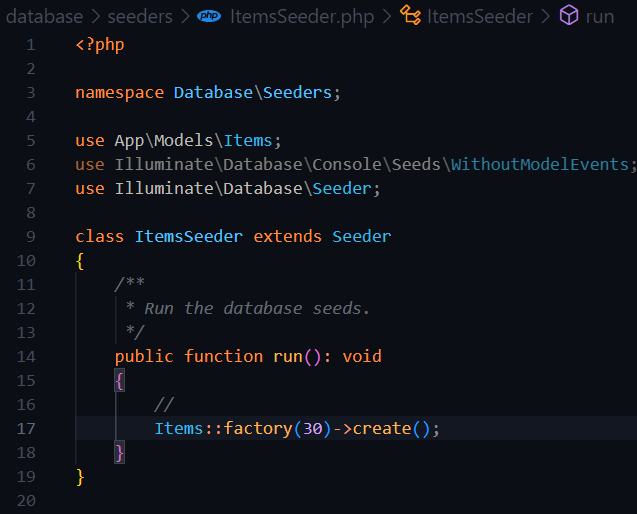 database > seeders > php ItemsSeeder.php > ItemsSeeder > run
1 <?php
2
3 namespace Database\Seeders;
4
5 use App\Models\Items;
6 use Illuminate\Database\Console\Seeds\WithoutModelEvents;
7 use Illuminate\Database\Seeder;
8
9 class ItemsSeeder extends Seeder
10 {
11     /**
12      * Run the database seeds.
13      */
14     public function run(): void
15     {
16         //
17         Items::factory(30)->create();
18     }
19 }
20